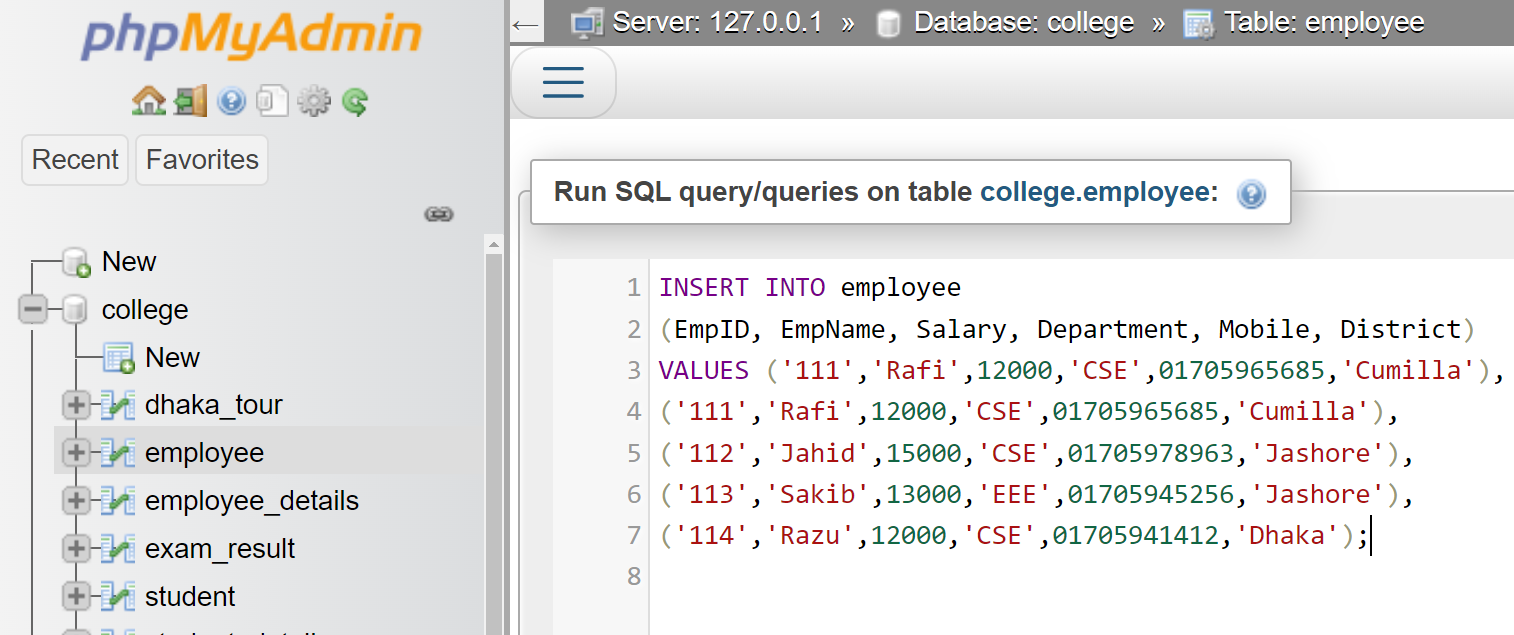 phpMyAdmin
Recent Favorites
New
college
New
dhaka_tour
employee
employee_details
exam_result
student
Server: 127.0.0.1 » Database: college » Table: employee
Run SQL query/queries on table college.employee:
1 INSERT INTO employee
2 (EmpID, EmpName, Salary, Department, Mobile, District)
3 VALUES ('111','Rafi',12000,'CSE',01705965685,'Cumilla'),
4 ('111','Rafi',12000,'CSE',01705965685,'Cumilla'),
5 ('112','Jahid',15000,'CSE',01705978963,'Jashore'),
6 ('113','Sakib',13000,'EEE',01705945256,'Jashore'),
7 ('114','Razu',12000,'CSE',01705941412,'Dhaka');
8